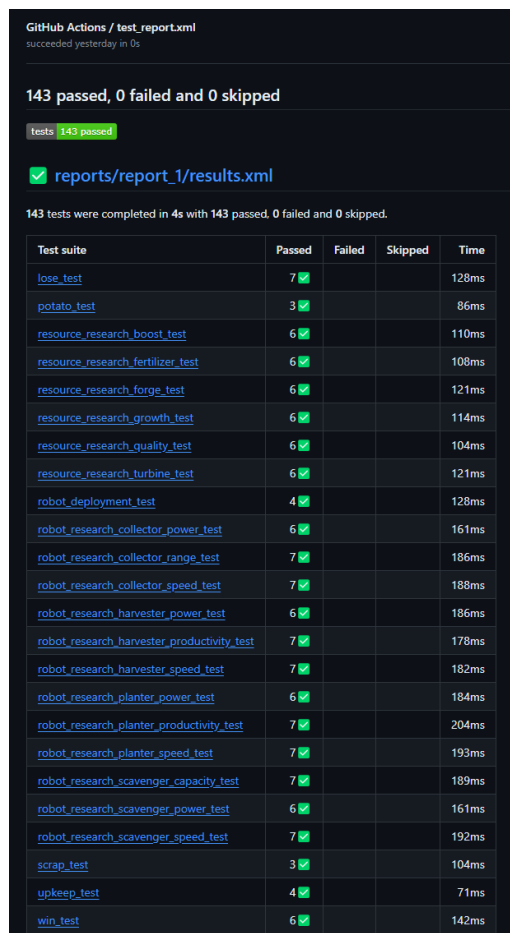 GitHub Actions / test_report.xml
succeeded yesterday in 0s
143 passed, 0 failed and 0 skipped
tests 143 passed
reports/report_1/results.xml
143 tests were completed in 4s with 143 passed, 0 failed and 0 skipped.
Test suite Passed Failed Skipped Time
lose_test 7 128ms
potato_test 3 86ms
resource_research_boost_test 6 110ms
resource_research_fertilizer_test 6 108ms
resource_research_forge_test 6 121ms
resource_research_growth_test 6 114ms
resource_research_quality_test 6 104ms
resource_research_turbine_test 6 121ms
robot_deployment_test 4 128ms
robot_research_collector_power_test 6 161ms
robot_research_collector_range_test 7 186ms
robot_research_collector_speed_test 7 188ms
robot_research_harvester_power_test 6 186ms
robot_research_harvester_productivity_test 7 178ms
robot_research_harvester_speed_test 7 182ms
robot_research_planter_power_test 6 184ms
robot_research_planter_productivity_test 7 204ms
robot_research_planter_speed_test 7 193ms
robot_research_scavenger_capacity_test 7 189ms
robot_research_scavenger_power_test 6 161ms
robot_research_scavenger_speed_test 7 192ms
scrap_test 3 104ms
upkeep_test 4 71ms
win_test 6 142ms